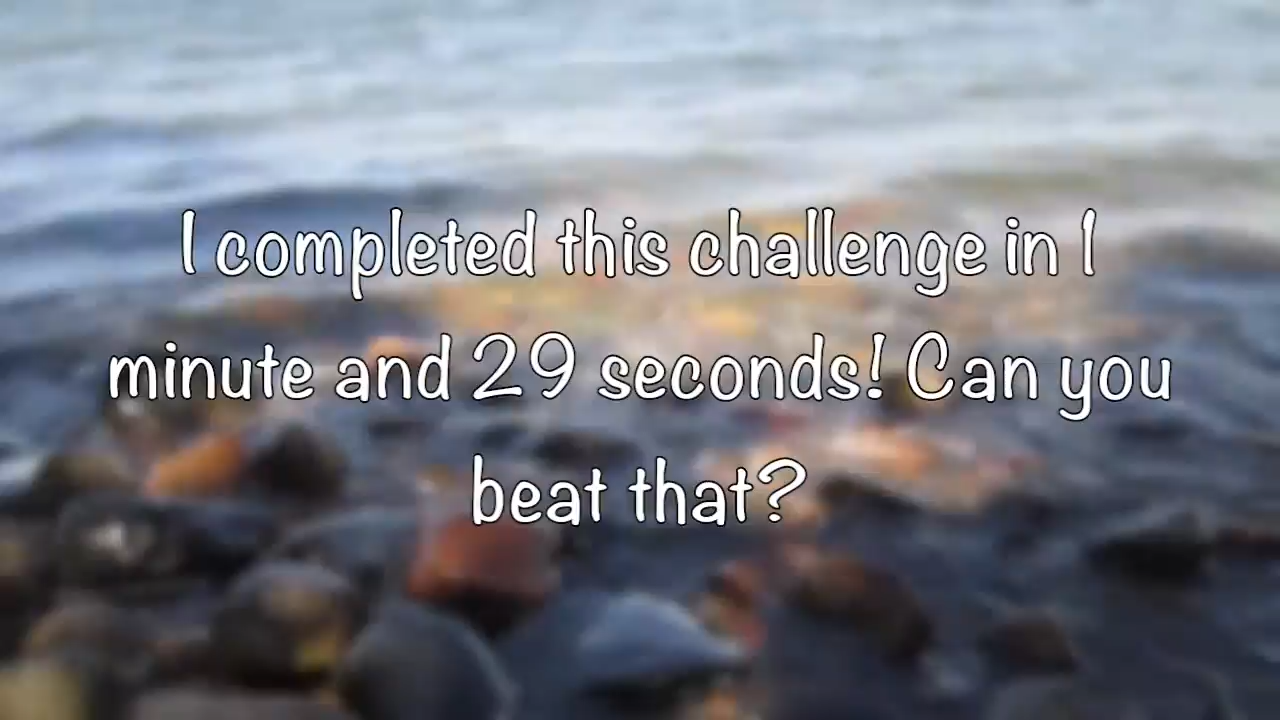 I completed this challenge in 1
minute and 29 seconds! Can you
beat that?